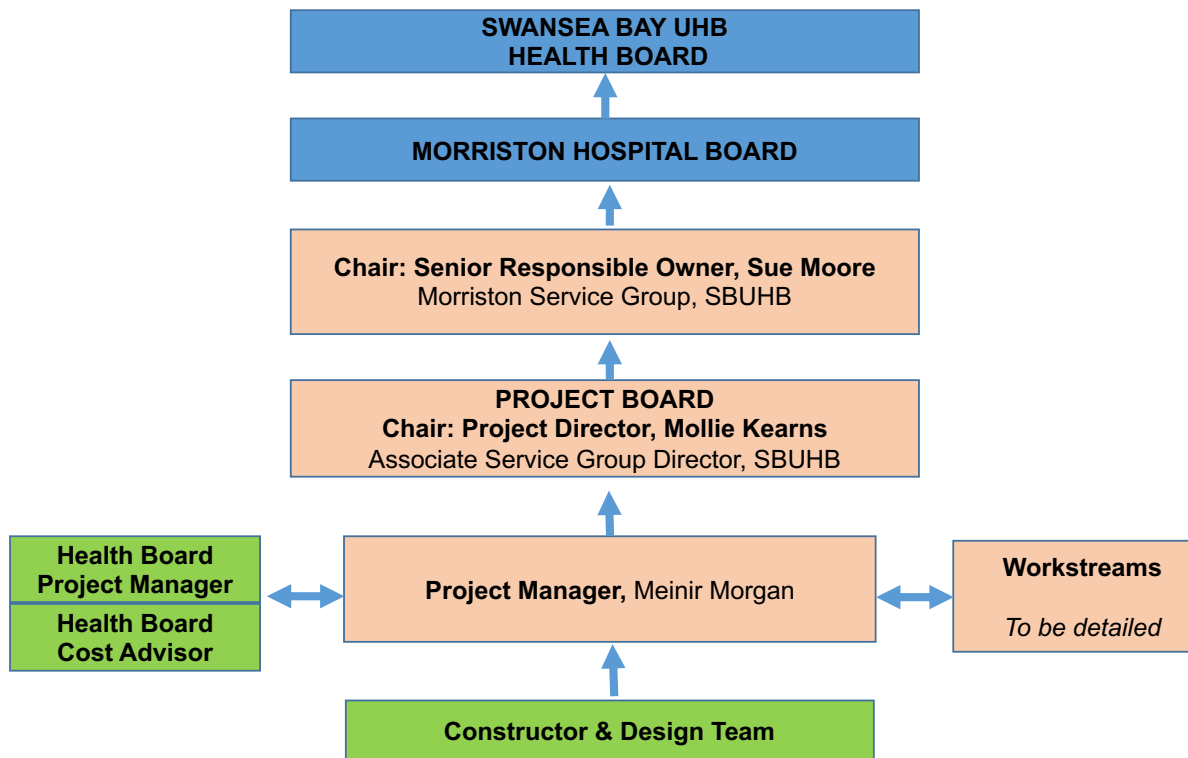 SWANSEA BAY UHB
HEALTH BOARD
MORRISTON HOSPITAL BOARD
Chair: Senior Responsible Owner, Sue Moore
Morriston Service Group, SBUHB
PROJECT BOARD
Chair: Project Director, Mollie Kearns
Associate Service Group Director, SBUHB
Health Board
Project Manager
Health Board
Cost Advisor
Project Manager, Meinir Morgan
Workstreams
To be detailed
Constructor & Design Team